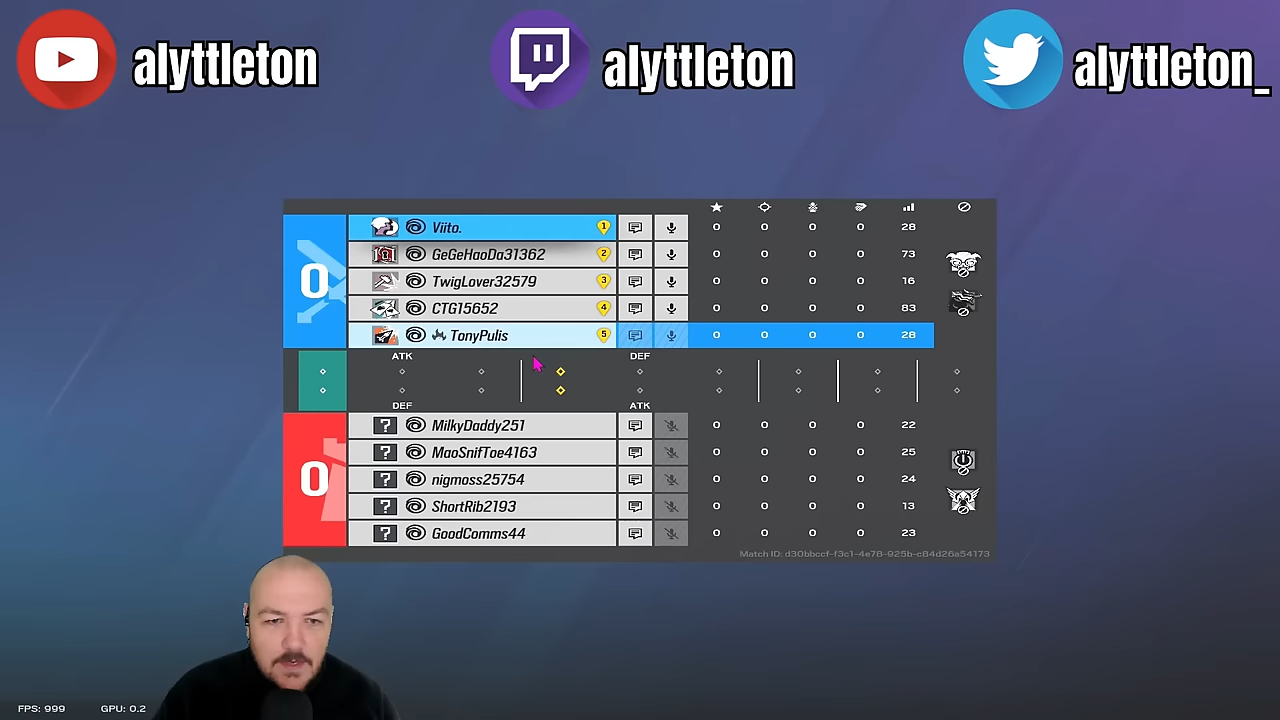 alyttleton alyttleton alyttleton_
0
Viito. 1 0 0 0 0 28
GeGeHaoDa31362 2 0 0 0 0 73
TwigLover32579 3 0 0 0 0 16
CTG15652 4 0 0 0 0 83
TonyPulis 5 0 0 0 0 28
ATK DEF
DEF ATK
0
? MilkyDaddy251 0 0 0 0 22
? MaoSnifToe4163 0 0 0 0 25
? nigmoss25754 0 0 0 0 24
? ShortRib2193 0 0 0 0 13
? GoodComms44 0 0 0 0 23
Match ID: d30bbccf-f3c1-4e78-925b-c84d26a54173
FPS: 999 GPU: 0.2